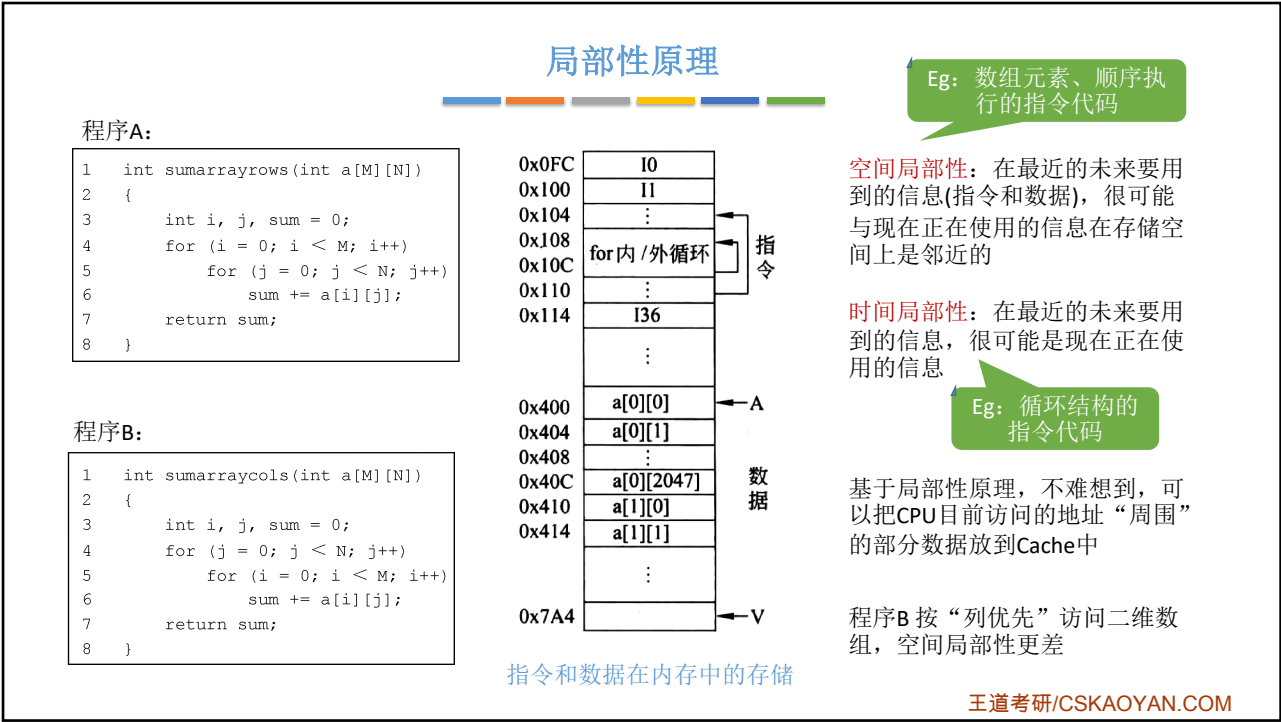 局部性原理
Eg：数组元素、顺序执
行的指令代码
程序A：
1 int sumarrayrows(int a[M][N])
2 {
3 int i, j, sum = 0;
4 for (i = 0; i < M; i++)
5 for (j = 0; j < N; j++)
6 sum += a[i][j];
7 return sum;
8 }
程序B：
1 int sumarraycols(int a[M][N])
2 {
3 int i, j, sum = 0;
4 for (j = 0; j < N; j++)
5 for (i = 0; i < M; i++)
6 sum += a[i][j];
7 return sum;
8 }
0x0FC I0
0x100 I1
0x104 ⋮
0x108
for内/外循环
0x10C
0x110 ⋮
0x114 I36
⋮
指
令
0x400 a[0][0] A
0x404 a[0][1]
0x408 ⋮
0x40C a[0][2047]
0x410 a[1][0]
0x414 a[1][1]
⋮
0x7A4 V
数
据
指令和数据在内存中的存储
空间局部性：在最近的未来要用
到的信息(指令和数据)，很可能
与现在正在使用的信息在存储空
间上是邻近的
时间局部性：在最近的未来要用
到的信息，很可能是现在正在使
用的信息
Eg：循环结构的
指令代码
基于局部性原理，不难想到，可
以把CPU目前访问的地址“周围”
的部分数据放到Cache中
程序B 按“列优先”访问二维数
组，空间局部性更差
王道考研/CSKAOYAN.COM